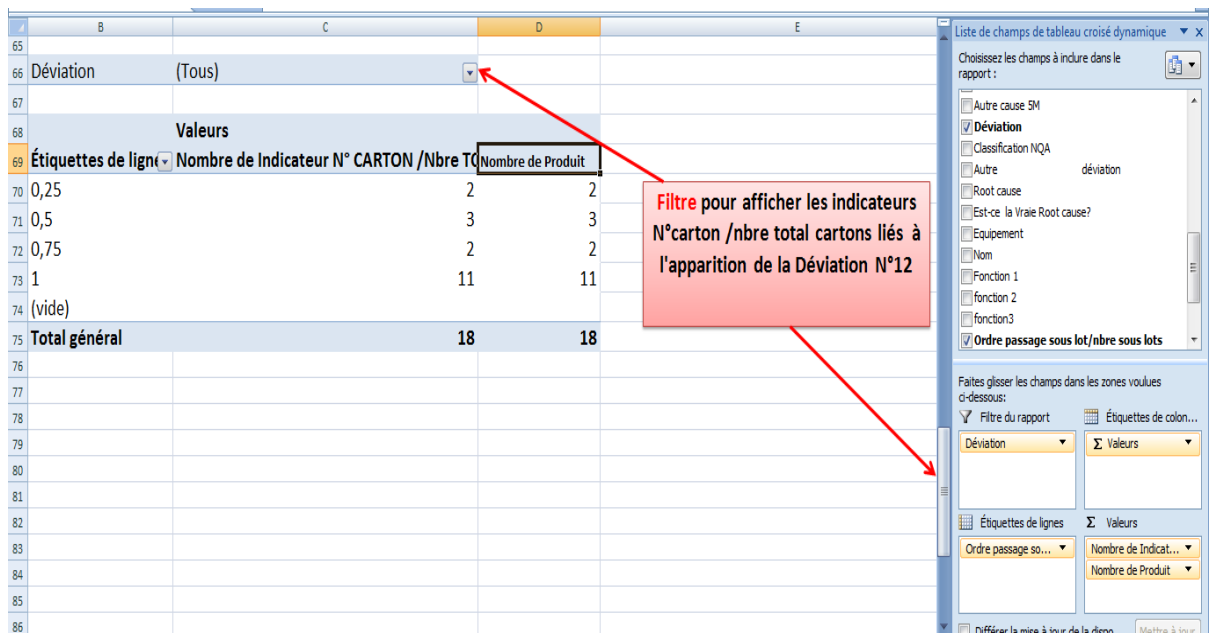 B C D E
65
66 Déviation (Tous)
67
68 Valeurs
69 Étiquettes de ligne Nombre de Indicateur N° CARTON /Nbre TO Nombre de Produit
70 0,25 2 2
71 0,5 3 3
72 0,75 2 2
73 1 11 11
74 (vide)
75 Total général 18 18
76
77
78
79
80
81
82
83
84
85
86
Filtre pour afficher les indicateurs
N°carton /nbre total cartons liés à
l'apparition de la Déviation N°12
Liste de champs de tableau croisé dynamique
Choisissez les champs à inclure dans le
rapport :
Autre cause 5M
Déviation
Classification NQA
Autre déviation
Root cause
Est-ce la Vraie Root cause?
Equipement
Nom
Fonction 1
fonction 2
fonction3
Ordre passage sous lot/nbre sous lots
Faites glisser les champs dans les zones voulues
ci-dessous:
Filtre du rapport Étiquettes de colon...
Déviation Σ Valeurs
Étiquettes de lignes Σ Valeurs
Ordre passage so... Nombre de Indicat...
Nombre de Produit
Différer la mise à jour de la dispo... Mettre à jour